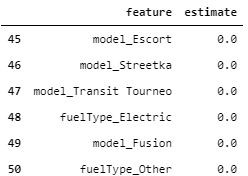 feature estimate
45 model_Escort 0.0
46 model_Streetka 0.0
47 model_Transit Tourneo 0.0
48 fuelType_Electric 0.0
49 model_Fusion 0.0
50 fuelType_Other 0.0